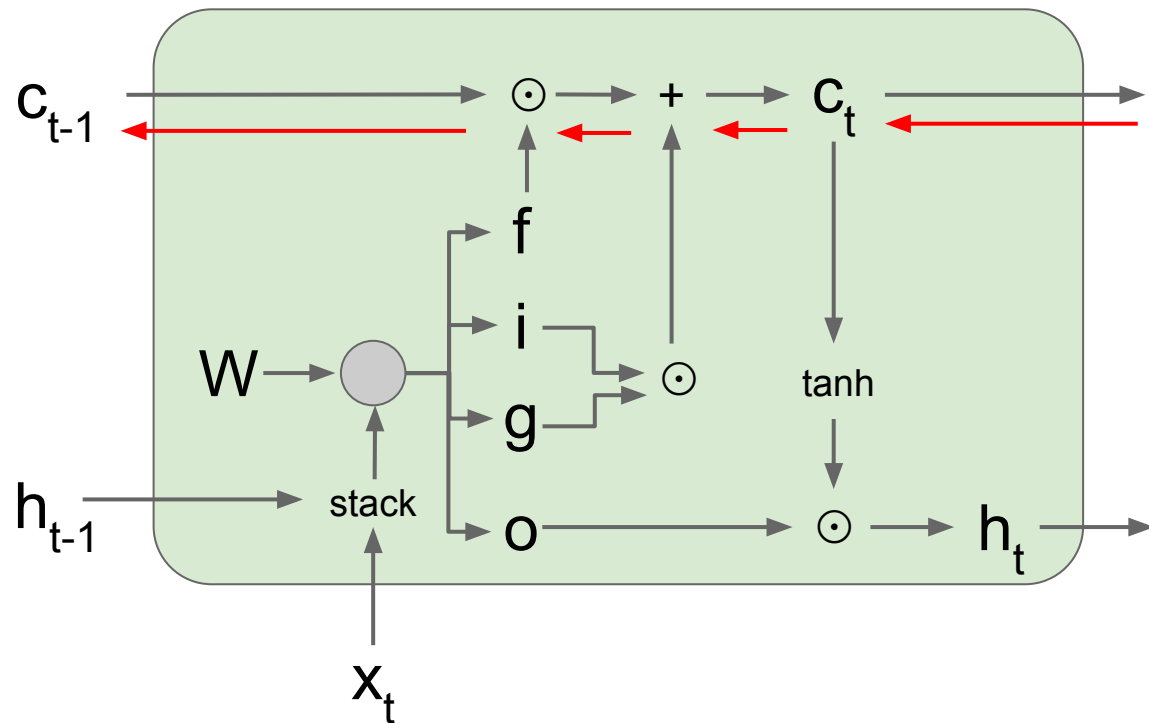 c_{t-1} ☉ + c_t
f
i
W ☉ tanh
g
h_{t-1} stack o ☉ h_t
x_t